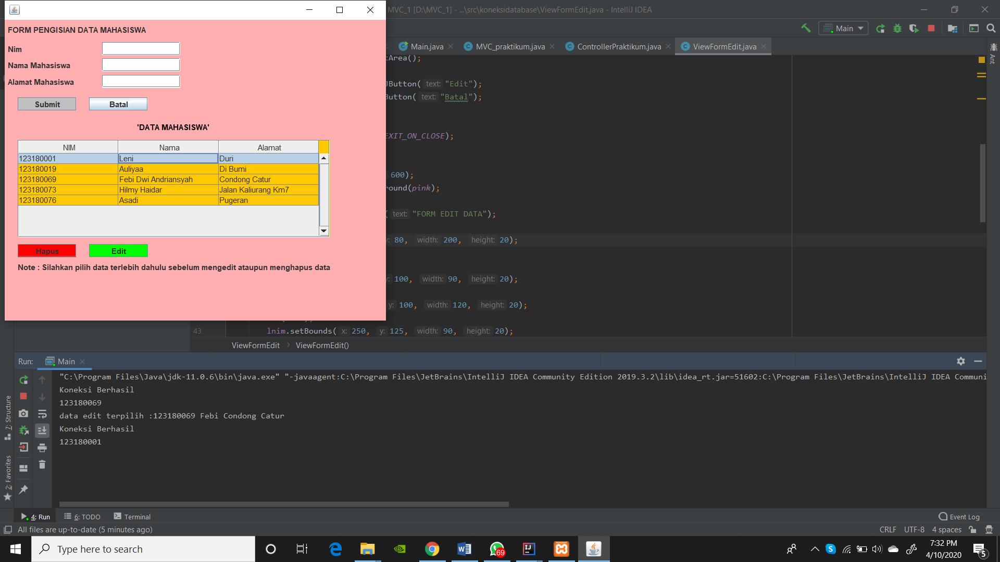 MVC_1 [D:\MVC_1] - ...\src\koneksidatabase\ViewFormEdit.java - IntelliJ IDEA
Main
Main.java
MVC_praktikum.java
ControllerPraktikum.java
ViewFormEdit.java
Ant
FORM PENGISIAN DATA MAHASISWA
Nim
Nama Mahasiswa
Alamat Mahasiswa
Submit Batal
'DATA MAHASISWA'
NIM Nama Alamat
123180001 Leni Duri
123180019 Auliyaa Di Bumi
123180069 Febi Dwi Andriansyah Condong Catur
123180073 Hilmy Haidar Jalan Kaliurang Km7
123180076 Asadi Pugeran
Hapus Edit
Note : Silahkan pilih data terlebih dahulu sebelum mengedit ataupun menghapus data
tArea();
JButton( text: "Edit");
Button( text: "Batal");
EXIT_ON_CLOSE);
600);
round(pink);
( text: "FORM EDIT DATA");
y: 80, width: 200, height: 20);
y: 100, width: 90, height: 20);
y: 100, width: 120, height: 20);
43 lnim.setBounds( x: 250, y: 125, width: 90, height: 20);
ViewFormEdit › ViewFormEdit()
Run: Main
"C:\Program Files\Java\jdk-11.0.6\bin\java.exe" "-javaagent:C:\Program Files\JetBrains\IntelliJ IDEA Community Edition 2019.3.2\lib\idea_rt.jar=51602:C:\Program Files\JetBrains\IntelliJ IDEA Communi
Koneksi Berhasil
123180069
data edit terpilih :123180069 Febi Condong Catur
Koneksi Berhasil
123180001
7: Structure
2: Favorites
4: Run 6: TODO Terminal Event Log
All files are up-to-date (5 minutes ago) CRLF UTF-8 4 spaces
Type here to search
69
7:32 PM
4/10/2020
5